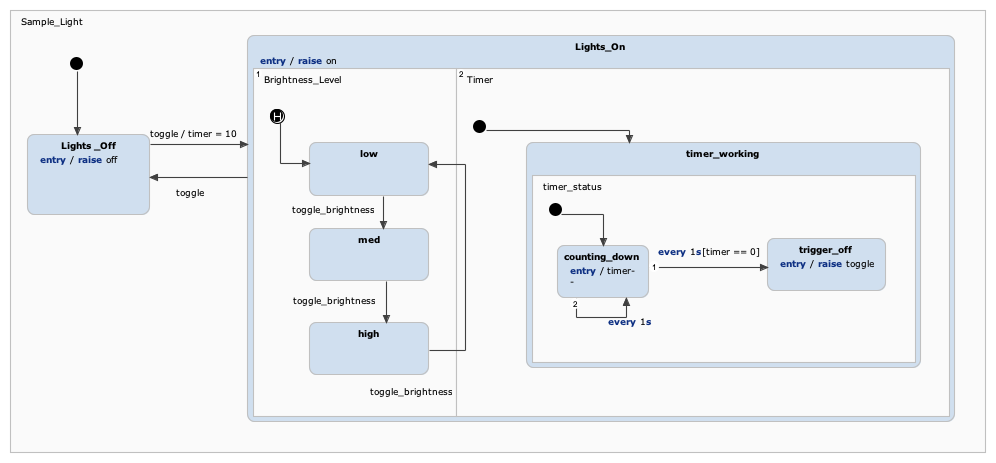 Sample_Light
Lights_On
entry / raise on
1
Brightness_Level
2
Timer
H
toggle / timer = 10
Lights _Off
entry / raise off
toggle
low
toggle_brightness
med
toggle_brightness
high
toggle_brightness
timer_working
timer_status
counting_down
entry / timer-
-
every 1s[timer == 0]
1
trigger_off
entry / raise toggle
2
every 1s